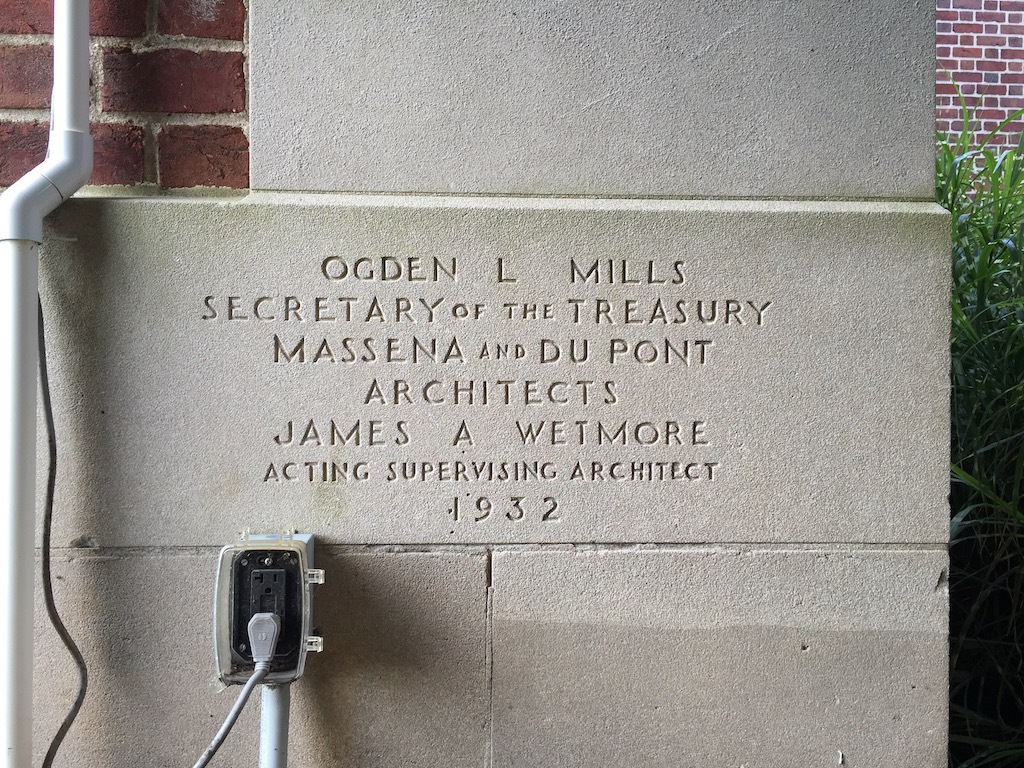 OGDEN L MILLS
SECRETARY OF THE TREASURY
MASSENA AND DU PONT
ARCHITECTS
JAMES A WETMORE
ACTING SUPERVISING ARCHITECT
1932